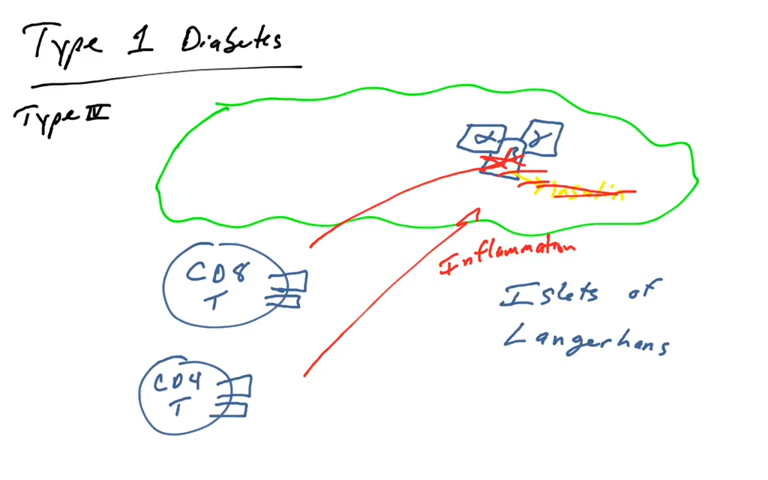 Type 1 Diabetes
Type IV
α β γ
Insulin
CD8
T
Inflammation
Islets of
Langerhans
CD4
T